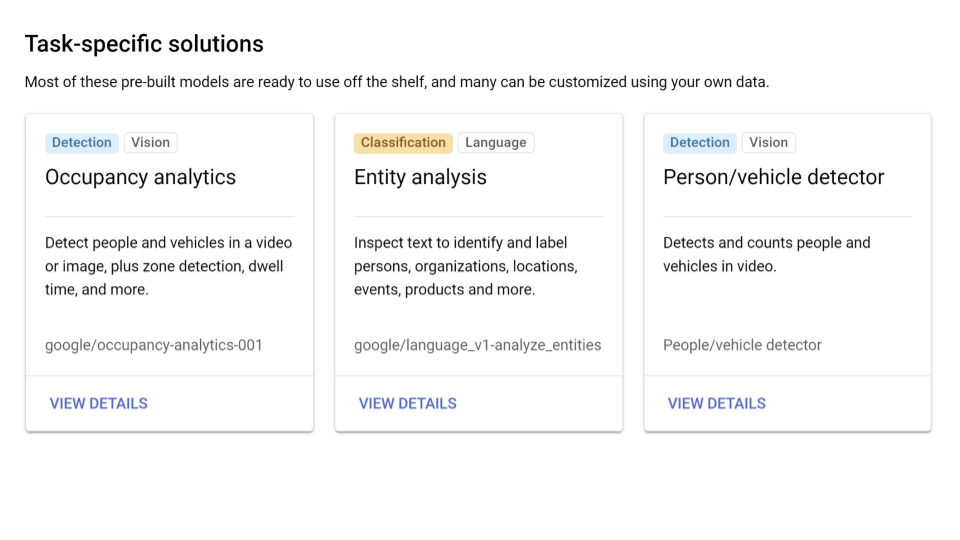 Task-specific solutions
Most of these pre-built models are ready to use off the shelf, and many can be customized using your own data.
Detection Vision
Occupancy analytics
Detect people and vehicles in a video
or image, plus zone detection, dwell
time, and more.
google/occupancy-analytics-001
VIEW DETAILS
Classification Language
Entity analysis
Inspect text to identify and label
persons, organizations, locations,
events, products and more.
google/language_v1-analyze_entities
VIEW DETAILS
Detection Vision
Person/vehicle detector
Detects and counts people and
vehicles in video.
People/vehicle detector
VIEW DETAILS